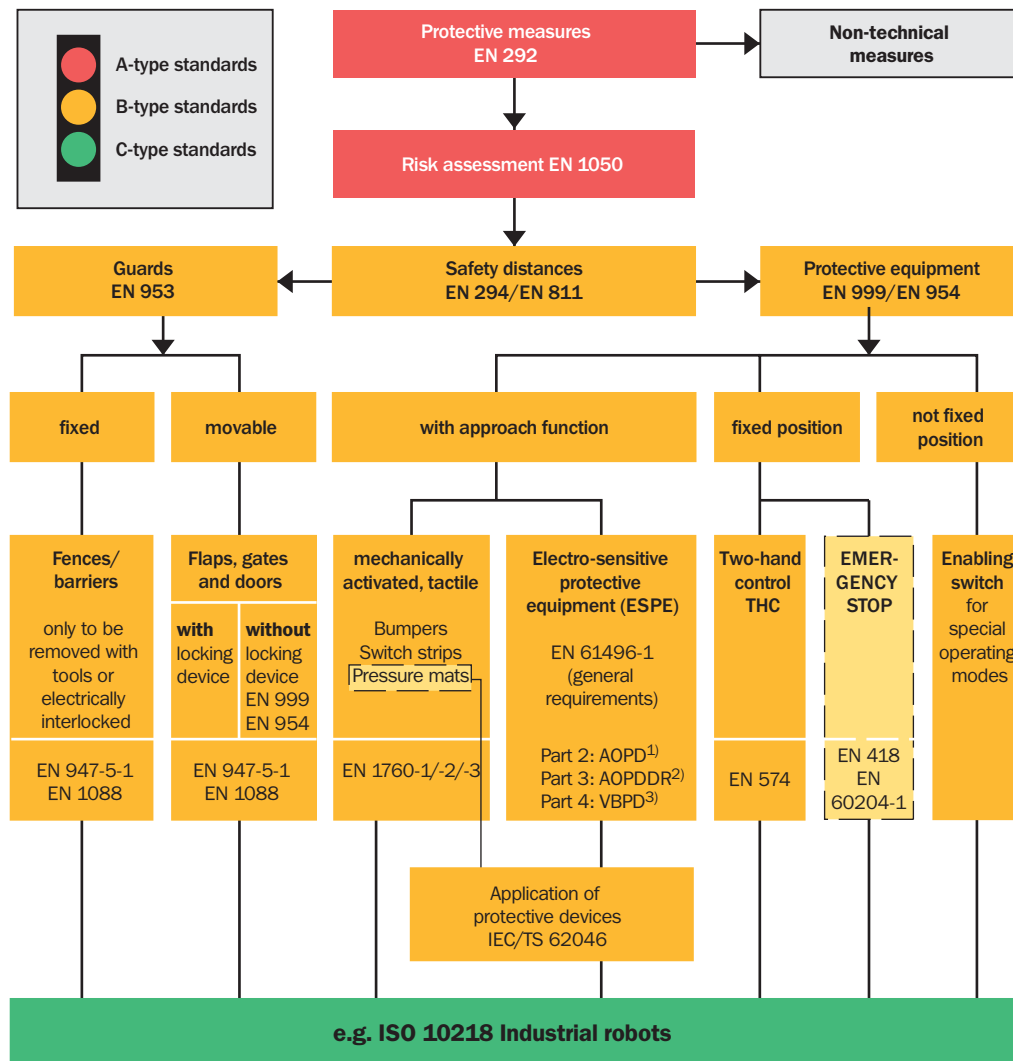 A-type standards
B-type standards
C-type standards
Protective measures
EN 292
Non-technical
measures
Risk assessment EN 1050
Guards
EN 953
Safety distances
EN 294/EN 811
Protective equipment
EN 999/EN 954
fixed
movable
with approach function
fixed position
not fixed
position
Fences/
barriers
only to be
removed with
tools or
electrically
interlocked
EN 947-5-1
EN 1088
Flaps, gates
and doors
with
locking
device
without
locking
device
EN 999
EN 954
EN 947-5-1
EN 1088
mechanically
activated, tactile
Bumpers
Switch strips
Pressure mats
EN 1760-1/-2/-3
Electro-sensitive
protective
equipment (ESPE)
EN 61496-1
(general
requirements)
Part 2: AOPD1)
Part 3: AOPDDR2)
Part 4: VBPD3)
Two-hand
control
THC
EN 574
EMER-
GENCY
STOP
EN 418
EN
60204-1
Enabling
switch for
special
operating
modes
Application of
protective devices
IEC/TS 62046
e.g. ISO 10218 Industrial robots